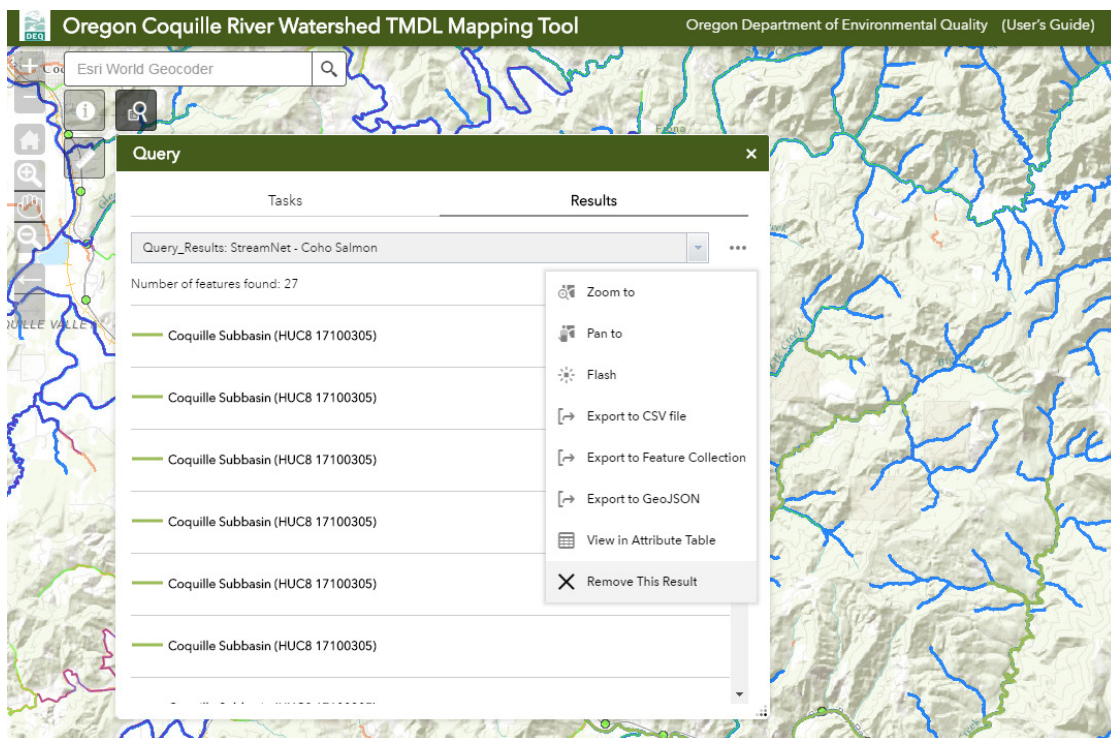 DEQ
Oregon Coquille River Watershed TMDL Mapping Tool
Oregon Department of Environmental Quality (User's Guide)
Esri World Geocoder
Query
×
Tasks
Results
Query_Results: StreamNet - Coho Salmon
Number of features found: 27
Zoom to
Pan to
Flash
Export to CSV file
Export to Feature Collection
Export to GeoJSON
View in Attribute Table
Remove This Result
Coquille Subbasin (HUC8 17100305)
Coquille Subbasin (HUC8 17100305)
Coquille Subbasin (HUC8 17100305)
Coquille Subbasin (HUC8 17100305)
Coquille Subbasin (HUC8 17100305)
Coquille Subbasin (HUC8 17100305)